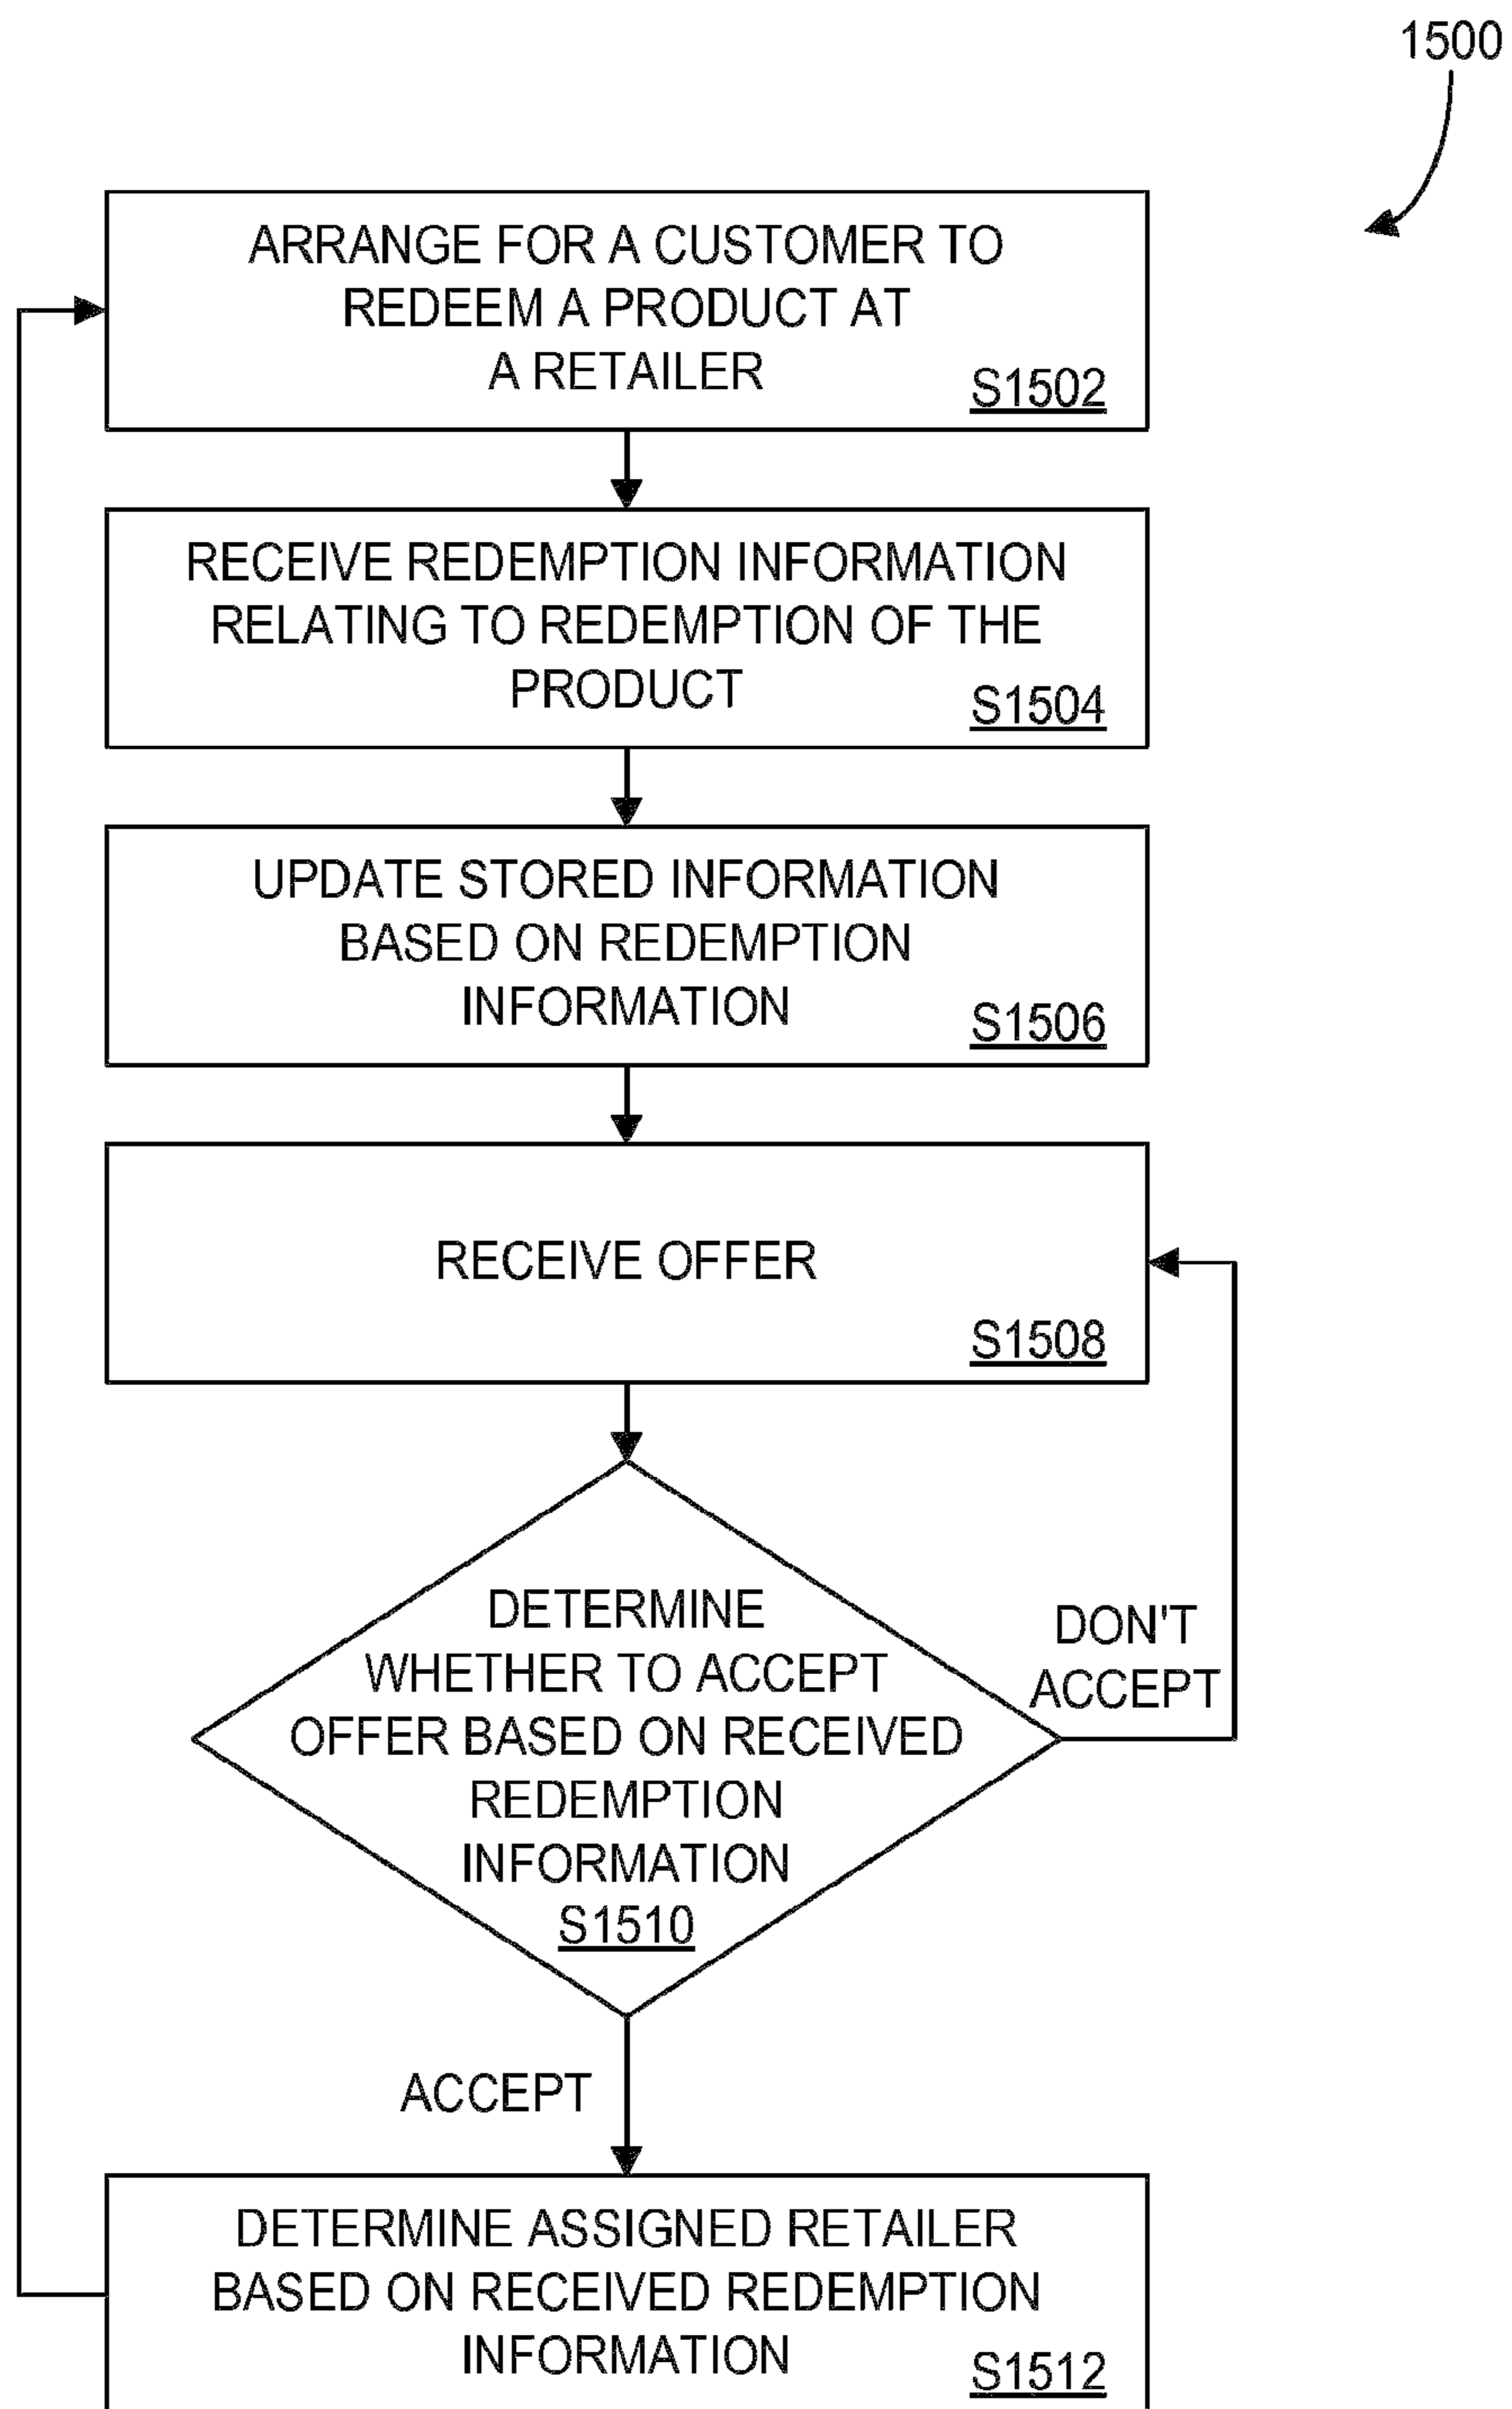 1500
ARRANGE FOR A CUSTOMER TO
REDEEM A PRODUCT AT
A RETAILER
S1502
RECEIVE REDEMPTION INFORMATION
RELATING TO REDEMPTION OF THE
PRODUCT
S1504
UPDATE STORED INFORMATION
BASED ON REDEMPTION
INFORMATION
S1506
RECEIVE OFFER
S1508
DETERMINE
WHETHER TO ACCEPT
OFFER BASED ON RECEIVED
REDEMPTION
INFORMATION
S1510
DON'T
ACCEPT
ACCEPT
DETERMINE ASSIGNED RETAILER
BASED ON RECEIVED REDEMPTION
INFORMATION
S1512